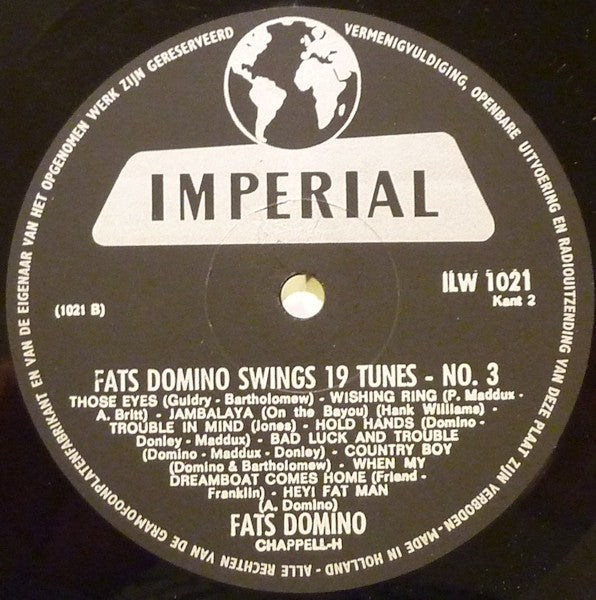 ALLE RECHTEN VAN DE GRAMOFOONPLATENFABRIKANT EN VAN DE EIGENAAR VAN HET OPGENOMEN WERK ZIJN GERESERVEERD
VERMENIGVULDIGING, OPENBARE UITVOERING EN RADIOUITZENDING VAN DEZE PLAAT ZIJN VERBODEN - MADE IN HOLLAND -
IMPERIAL
ILW 1021
Kant 2
(1021 B)
FATS DOMINO SWINGS 19 TUNES - NO. 3
THOSE EYES (Guldry - Bartholomew) - WISHING RING (P. Maddux -
A. Britt) - JAMBALAYA (On the Bayou) (Hank Williams) -
TROUBLE IN MIND (Jones) - HOLD HANDS (Domino -
Donley - Maddux) - BAD LUCK AND TROUBLE
(Domino - Maddux - Donley) - COUNTRY BOY
(Domino & Bartholomew) - WHEN MY
DREAMBOAT COMES HOME (Friend -
Franklin) - HEY! FAT MAN
(A. Domino)
FATS DOMINO
CHAPPELL-H